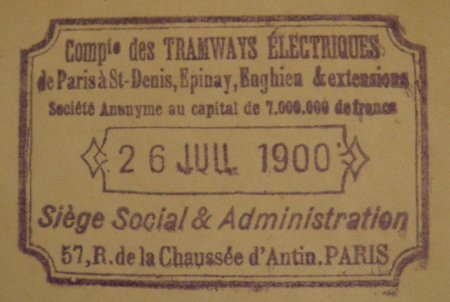 Compie des TRAMWAYS ÉLECTRIQUES
de Paris à St-Denis, Epinay, Enghien & extensions
Société Anonyme au capital de 7.000.000 de francs
26 JUIL 1900
Siège Social & Administration
57, R. de la Chaussée d'Antin. PARIS